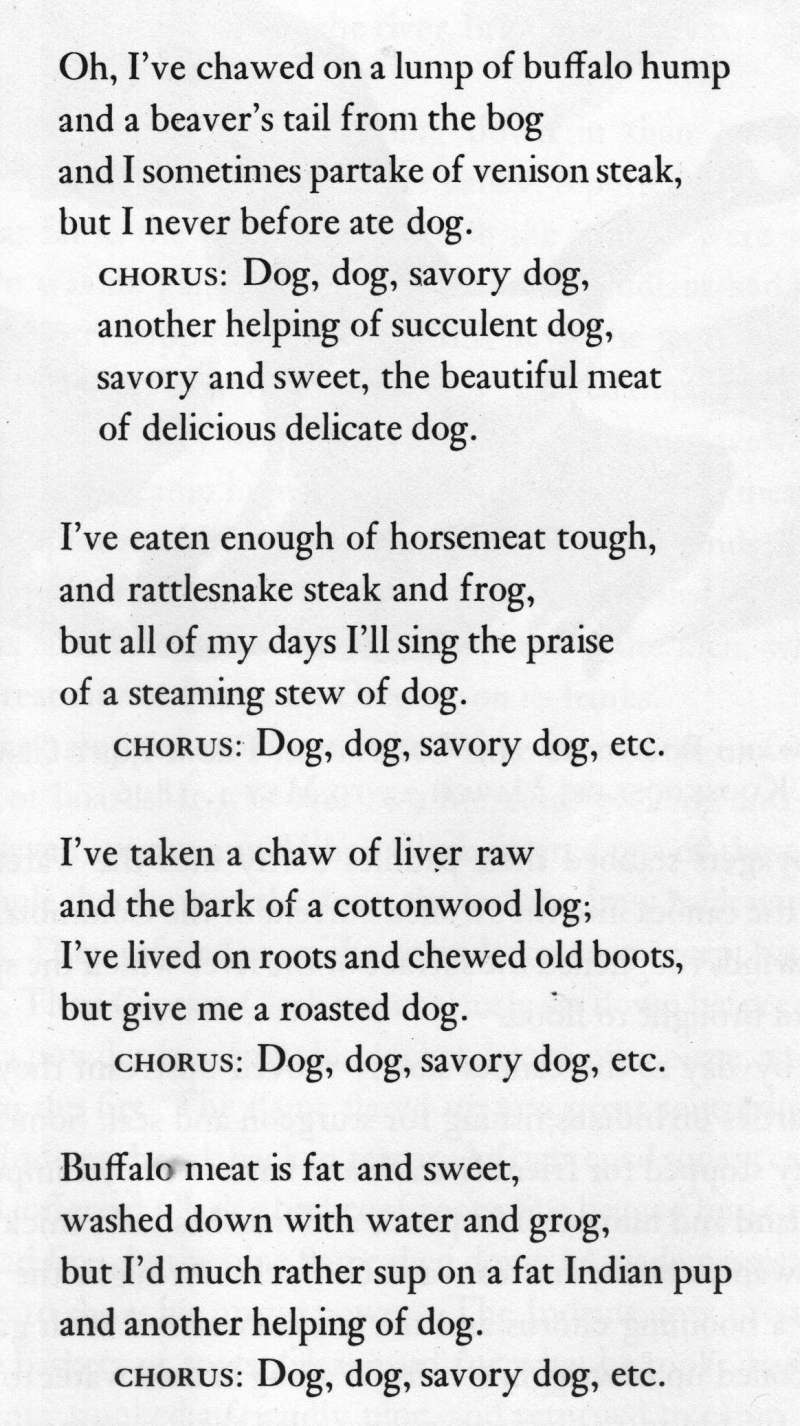 Oh, I've chawed on a lump of buffalo hump
and a beaver's tail from the bog
and I sometimes partake of venison steak,
but I never before ate dog.
CHORUS: Dog, dog, savory dog,
another helping of succulent dog,
savory and sweet, the beautiful meat
of delicious delicate dog.
I've eaten enough of horsemeat tough,
and rattlesnake steak and frog,
but all of my days I'll sing the praise
of a steaming stew of dog.
CHORUS: Dog, dog, savory dog, etc.
I've taken a chaw of liver raw
and the bark of a cottonwood log;
I've lived on roots and chewed old boots,
but give me a roasted dog.
CHORUS: Dog, dog, savory dog, etc.
Buffalo meat is fat and sweet,
washed down with water and grog,
but I'd much rather sup on a fat Indian pup
and another helping of dog.
CHORUS: Dog, dog, savory dog, etc.